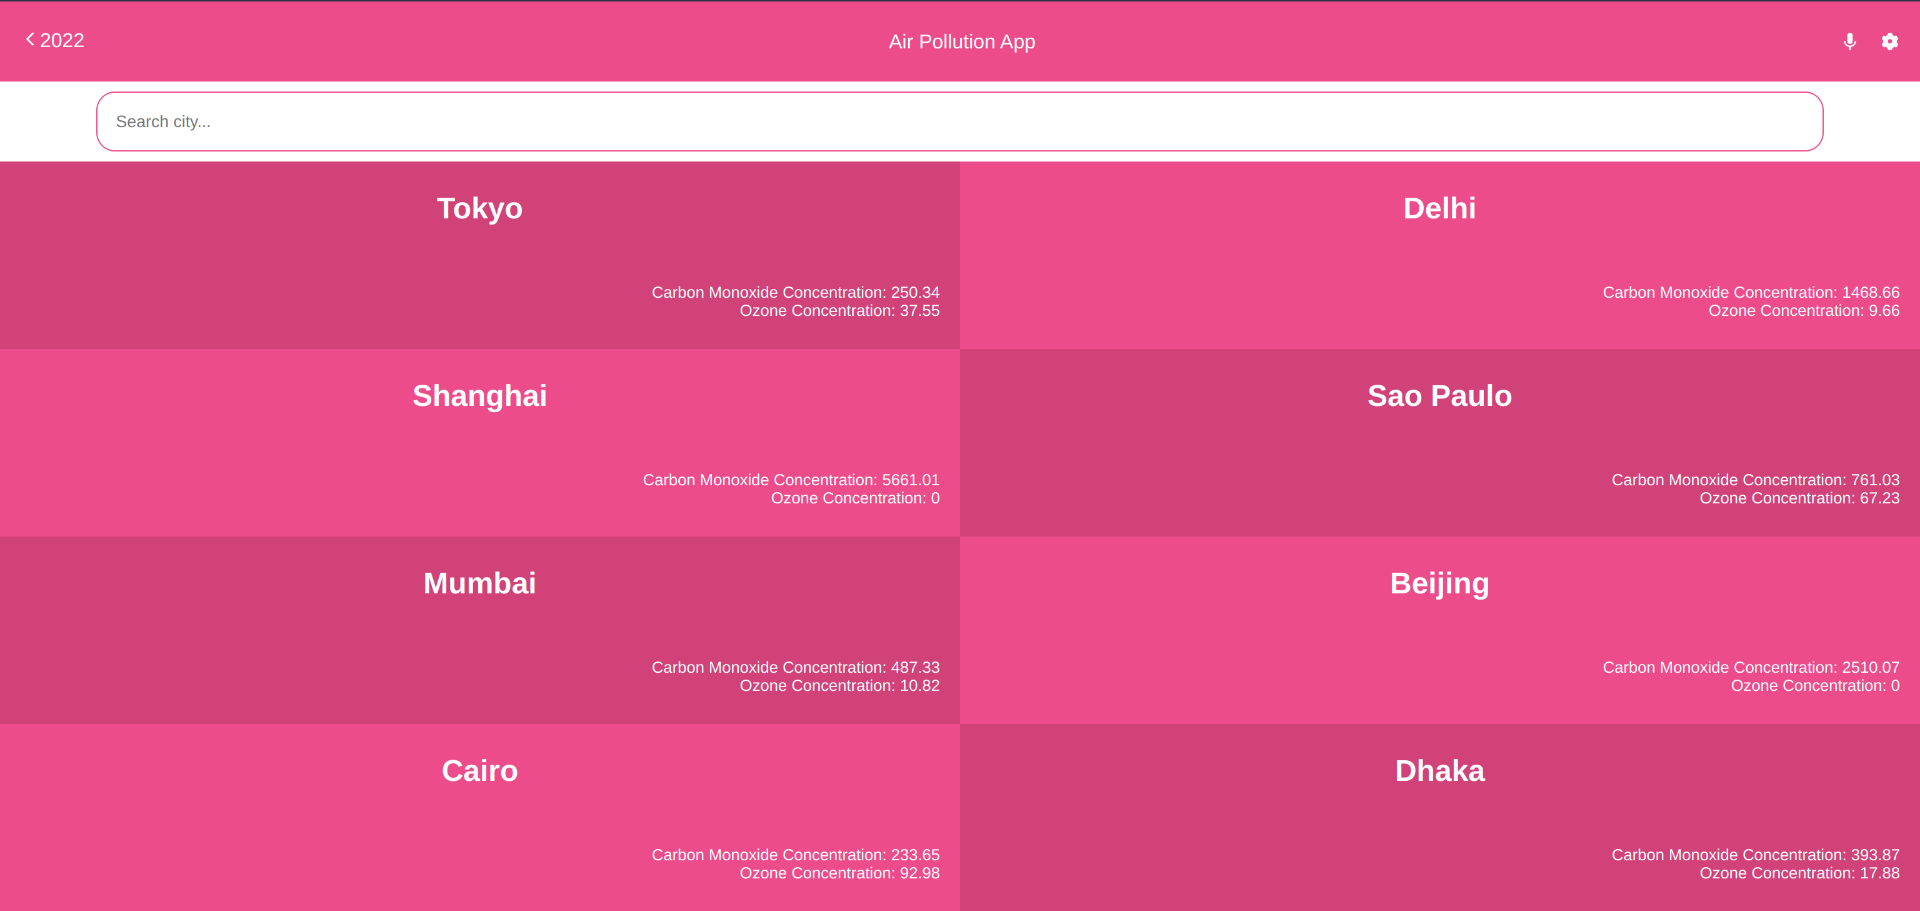 2022
Air Pollution App
Search city...
Tokyo
Carbon Monoxide Concentration: 250.34
Ozone Concentration: 37.55
Delhi
Carbon Monoxide Concentration: 1468.66
Ozone Concentration: 9.66
Shanghai
Carbon Monoxide Concentration: 5661.01
Ozone Concentration: 0
Sao Paulo
Carbon Monoxide Concentration: 761.03
Ozone Concentration: 67.23
Mumbai
Carbon Monoxide Concentration: 487.33
Ozone Concentration: 10.82
Beijing
Carbon Monoxide Concentration: 2510.07
Ozone Concentration: 0
Cairo
Carbon Monoxide Concentration: 233.65
Ozone Concentration: 92.98
Dhaka
Carbon Monoxide Concentration: 393.87
Ozone Concentration: 17.88